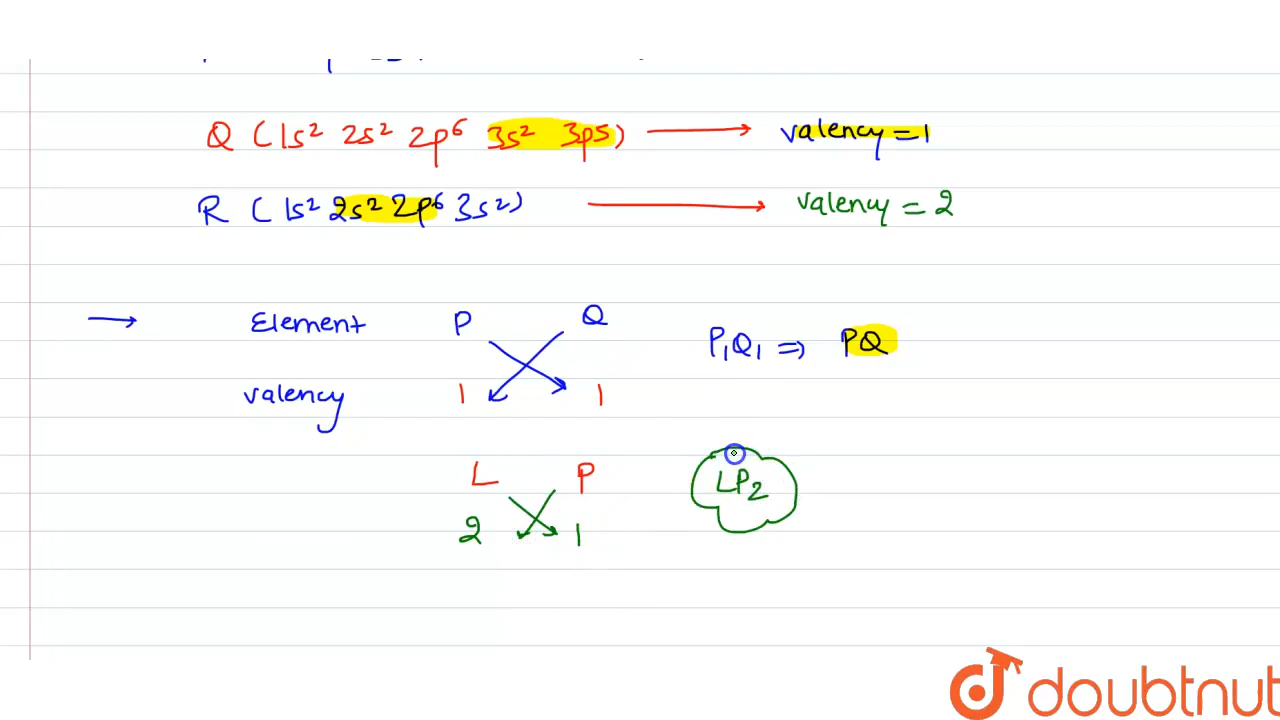 Q (1s² 2s² 2p⁶ 3s² 3p5) → valency = 1
R (1s² 2s² 2p⁶ 3s²) → valency = 2
→ Element P Q
P₁Q₁ ⇒ PQ
valency 1 1
L P
LP₂
2 1
doubtnut